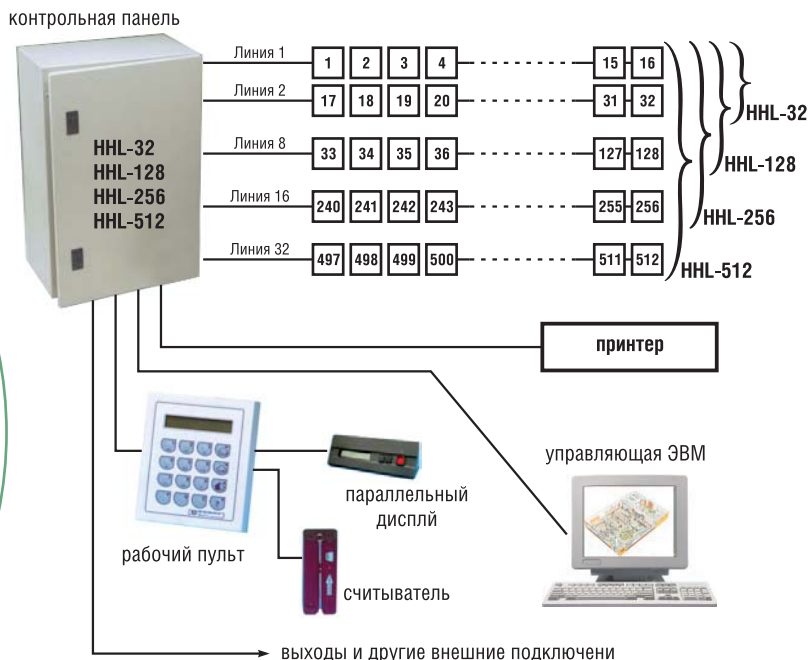 контрольная панель
HHL-32
HHL-128
HHL-256
HHL-512
Линия 1 1 2 3 4 15 16
Линия 2 17 18 19 20 31 32
Линия 8 33 34 35 36 127 128
Линия 16 240 241 242 243 255 256
Линия 32 497 498 499 500 511 512
HHL-32
HHL-128
HHL-256
HHL-512
принтер
управляющая ЭВМ
параллельный
дисплй
рабочий пульт
считыватель
выходы и другие внешние подключени